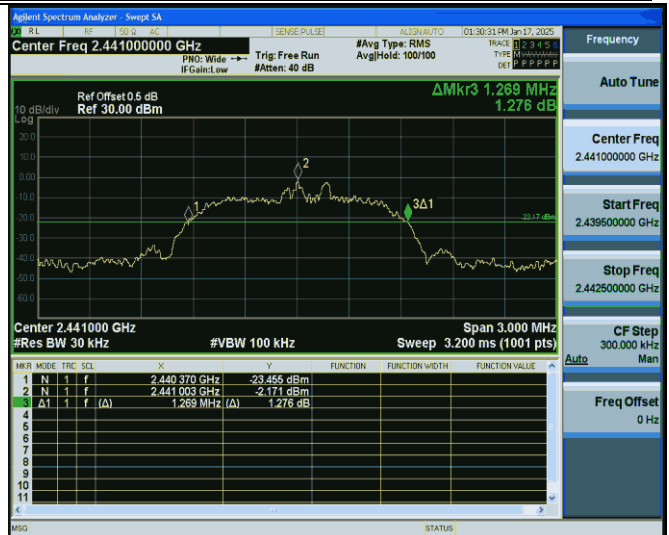 Agilent Spectrum Analyzer - Swept SA
RL RF 50 Ω AC SENSE:PULSE ALIGN AUTO 01:30:31 PM Jan 17, 2025
Center Freq 2.441000000 GHz
#Avg Type: RMS
TRACE 1 2 3 4 5 6
PNO: Wide Trig: Free Run Avg|Hold: 100/100 TYPE M
IFGain:Low #Atten: 40 dB DET P P P P P P
Ref Offset 0.5 dB
ΔMkr3 1.269 MHz
10 dB/div Ref 30.00 dBm
1.276 dB
Log
20.0
10.0
0.00
-10.0
-20.0
-30.0
-40.0
-50.0
-60.0
1
2
3Δ1
-22.17 dBm
Center 2.441000 GHz Span 3.000 MHz
#Res BW 30 kHz #VBW 100 kHz Sweep 3.200 ms (1001 pts)
MKR MODE TRC SCL X Y FUNCTION FUNCTION WIDTH FUNCTION VALUE
1 N 1 f 2.440 370 GHz -23.455 dBm
2 N 1 f 2.441 003 GHz -2.171 dBm
3 Δ1 1 f (Δ) 1.269 MHz (Δ) 1.276 dB
4
5
6
7
8
9
10
11
MSG STATUS
Frequency
Auto Tune
Center Freq
2.441000000 GHz
Start Freq
2.439500000 GHz
Stop Freq
2.442500000 GHz
CF Step
300.000 kHz
Auto Man
Freq Offset
0 Hz